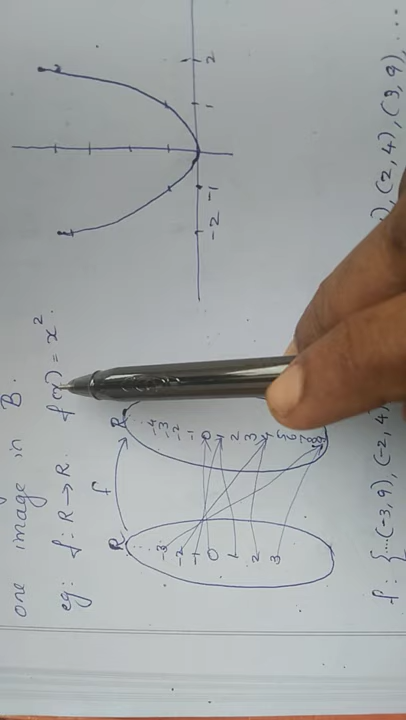 one image in B.
eg: f: R → R. f(x) = x².
f
R R
-3 -4
-2 -3
-1 -2
0 -1
1 0
2 1
3 2
3
4
5
6
7
8
9
-2 -1 1 2
f = {...(-3, 9), (-2, 4), (2, 4), (3, 9), ...